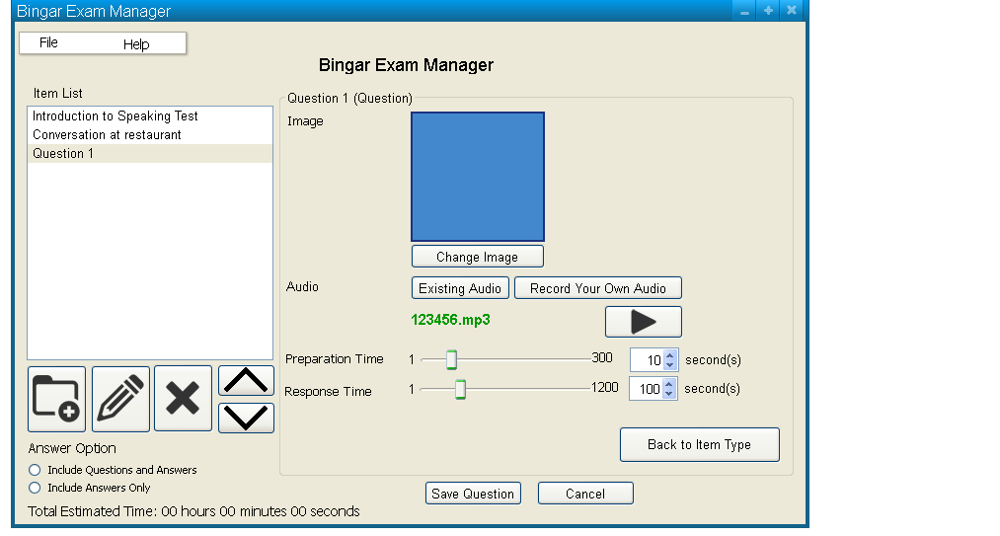 Bingar Exam Manager
File Help
Bingar Exam Manager
Item List
Introduction to Speaking Test
Conversation at restaurant
Question 1
Question 1 (Question)
Image
Change Image
Audio
Existing Audio Record Your Own Audio
123456.mp3
Preparation Time 1 300 10 second(s)
Response Time 1 1200 100 second(s)
Back to Item Type
Answer Option
Include Questions and Answers
Include Answers Only
Save Question Cancel
Total Estimated Time: 00 hours 00 minutes 00 seconds